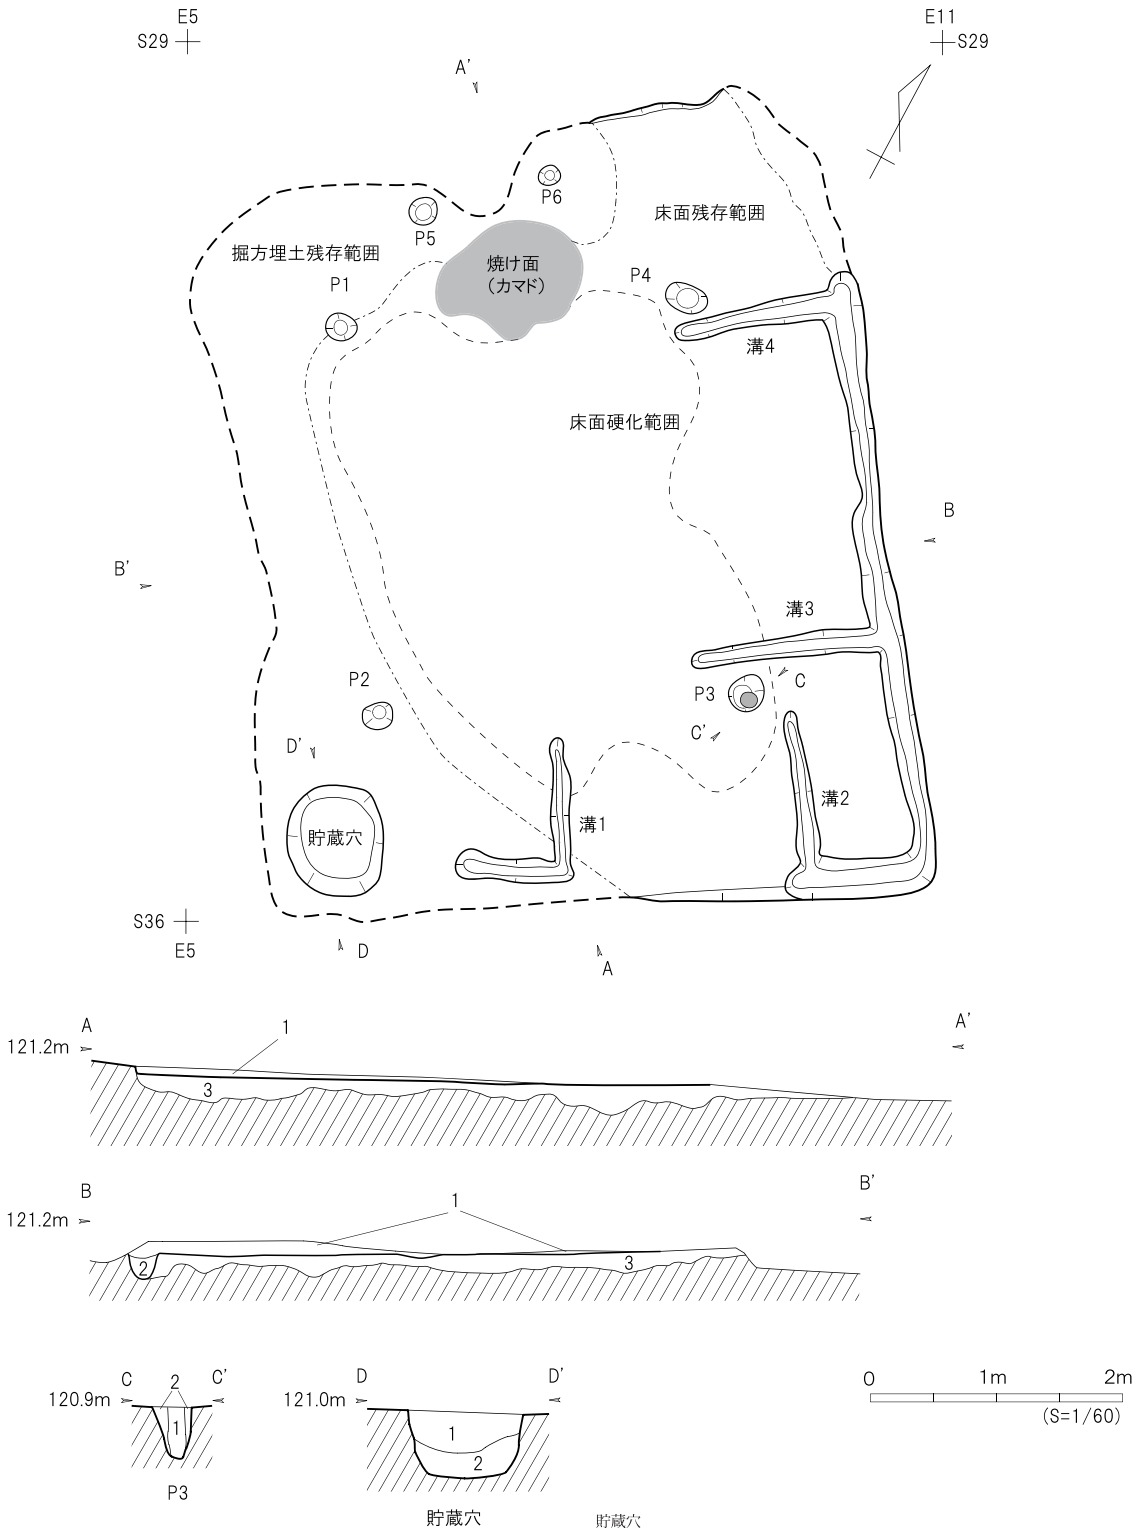 E5
E11
S29
S29
A'
P6
P5
床面残存範囲
掘方埋土残存範囲
焼け面
（カマド）
P4
P1
溝4
床面硬化範囲
B
B'
溝3
P2
P3
C
C'
D'
溝2
溝1
貯蔵穴
S36
E5
D
A
A
1
A'
121.2m
3
B
1
B'
121.2m
2
3
C
2
C'
120.9m
1
P3
D
D'
121.0m
1
2
貯蔵穴
貯蔵穴
0
1m
2m
(S=1/60)